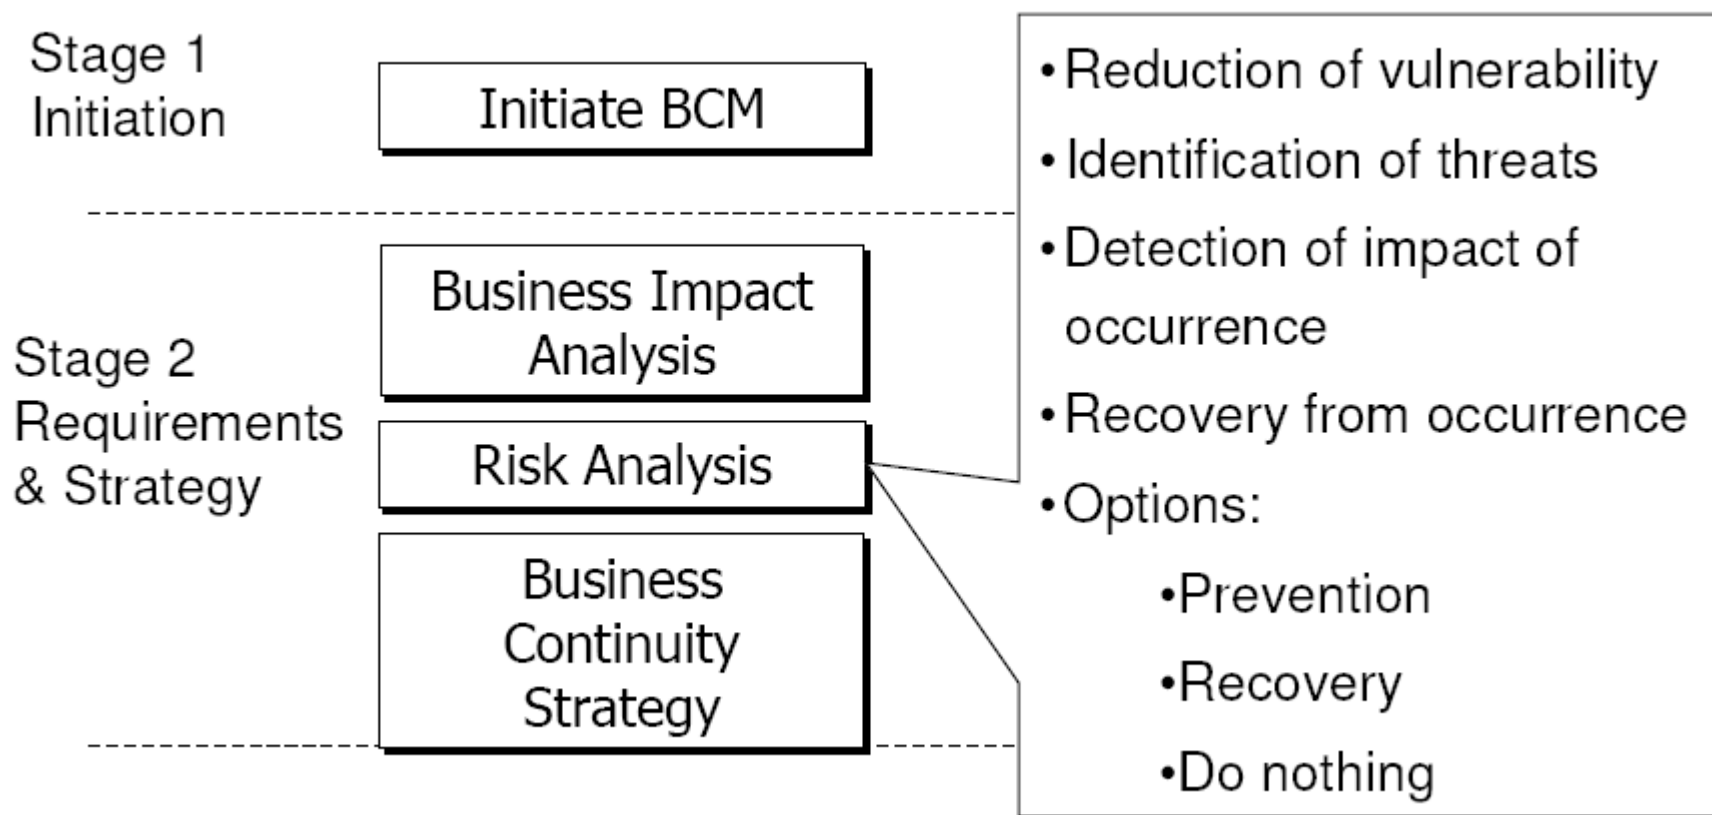 Stage 1
Initiation
Initiate BCM
Stage 2
Requirements
& Strategy
Business Impact
Analysis
Risk Analysis
Business
Continuity
Strategy
•Reduction of vulnerability
•Identification of threats
•Detection of impact of
occurrence
•Recovery from occurrence
•Options:
•Prevention
•Recovery
•Do nothing